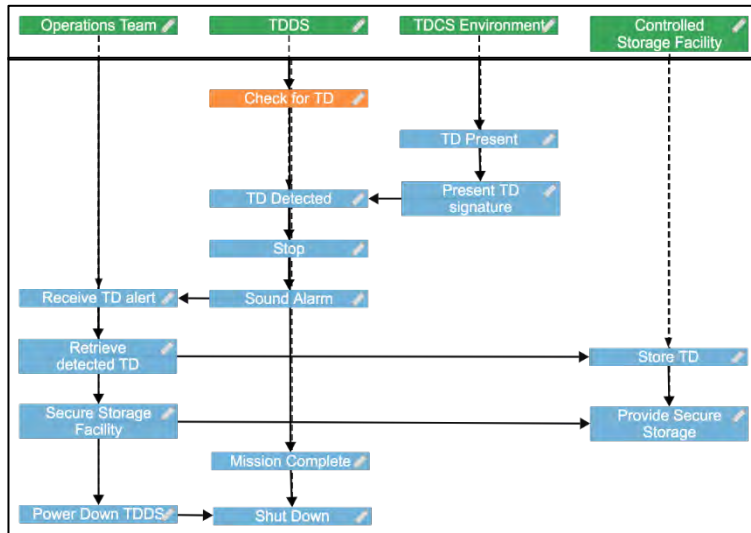 Operations Team
TDDS
TDCS Environment
Controlled
Storage Facility
Check for TD
TD Present
TD Detected
Present TD
signature
Stop
Receive TD alert
Sound Alarm
Retrieve
detected TD
Store TD
Secure Storage
Facility
Provide Secure
Storage
Mission Complete
Power Down TDDS
Shut Down